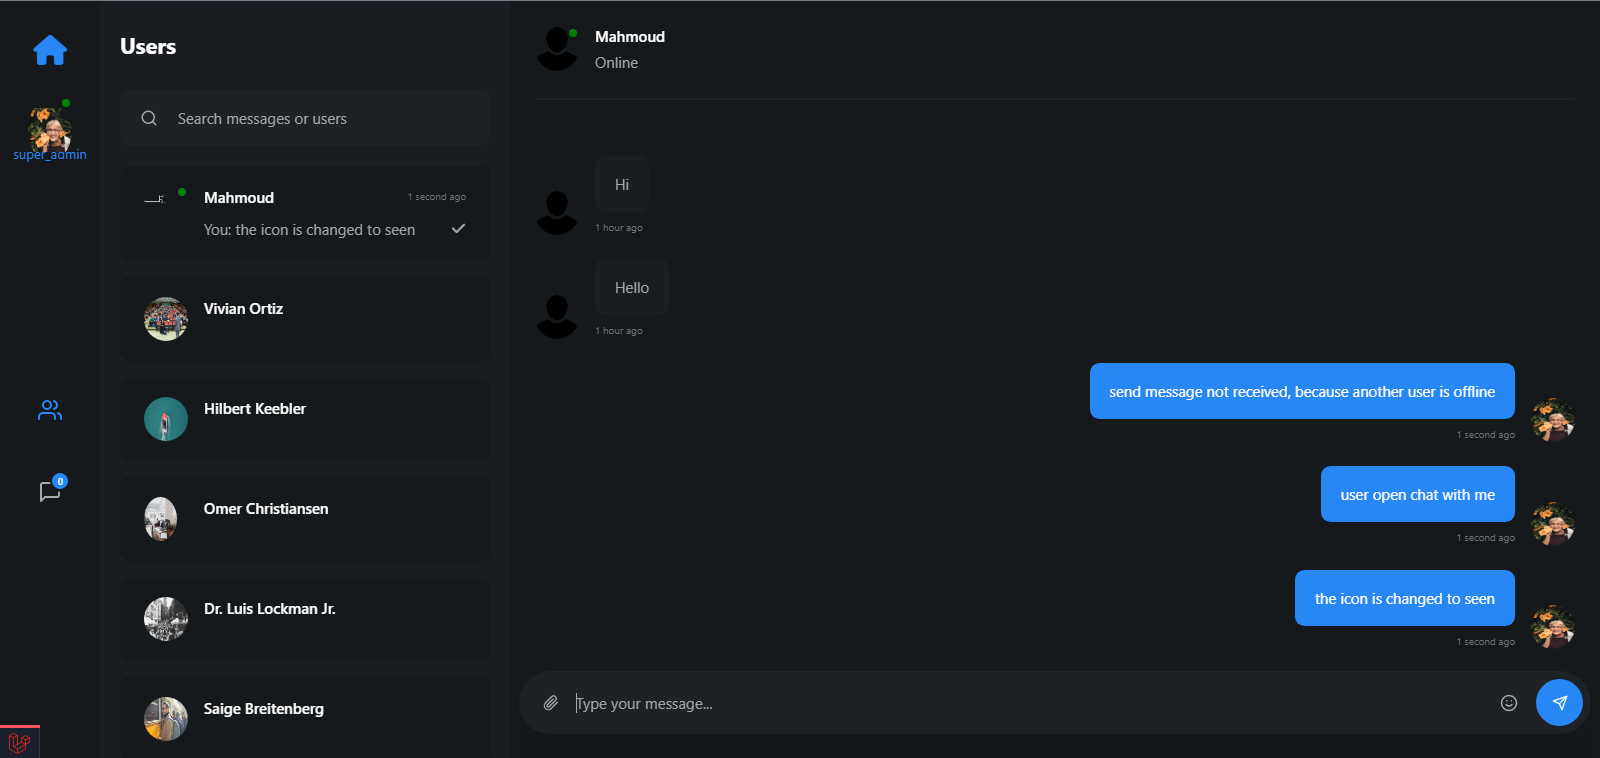 super_admin
0
Users
Search messages or users
Mahmoud
1 second ago
You: the icon is changed to seen
Vivian Ortiz
Hilbert Keebler
Omer Christiansen
Dr. Luis Lockman Jr.
Saige Breitenberg
Mahmoud
Online
Hi
1 hour ago
Hello
1 hour ago
send message not received, because another user is offline
1 second ago
user open chat with me
1 second ago
the icon is changed to seen
1 second ago
Type your message...